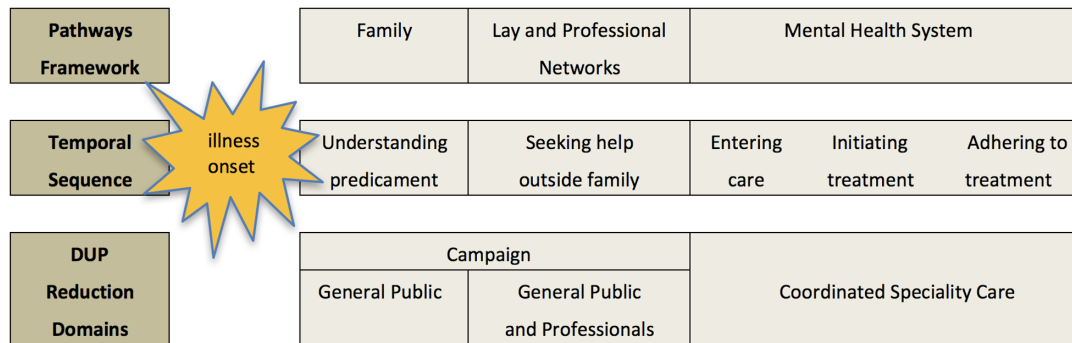 Pathways
Framework
Family
Lay and Professional
Networks
Mental Health System
illness
onset
Temporal
Sequence
Understanding
predicament
Seeking help
outside family
Entering
care
Initiating
treatment
Adhering to
treatment
DUP
Reduction
Domains
Campaign
General Public
General Public
and Professionals
Coordinated Speciality Care